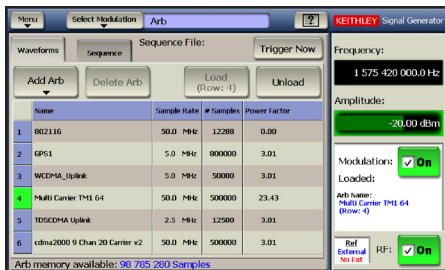 Menu
Select Modulation
Arb
?
KEITHLEY Signal Generator
Waveforms
Sequence
Sequence File:
Trigger Now
Add Arb
Delete Arb
Load
(Row: 4)
Unload
Name Sample Rate # Samples Power Factor
1 802116 50.0 MHz 12288 0.00
2 GPS1 5.0 MHz 800000 3.01
3 WCDMA_Uplink 5.0 MHz 50000 3.01
4 Multi Carrier TM1 64 50.0 MHz 500000 23.43
5 TDSCDMA Uplink 2.5 MHz 12500 3.01
6 cdma2000 9 Chan 20 Carrier v2 50.0 MHz 500000 3.01
Arb memory available: 98 785 280 Samples
Frequency:
1 575 420 000.0 Hz
Amplitude:
-20.00 dBm
Modulation: On
Loaded:
Arb Name:
Multi Carrier TM1 64
(Row: 4)
Ref
External
No Ext
RF: On